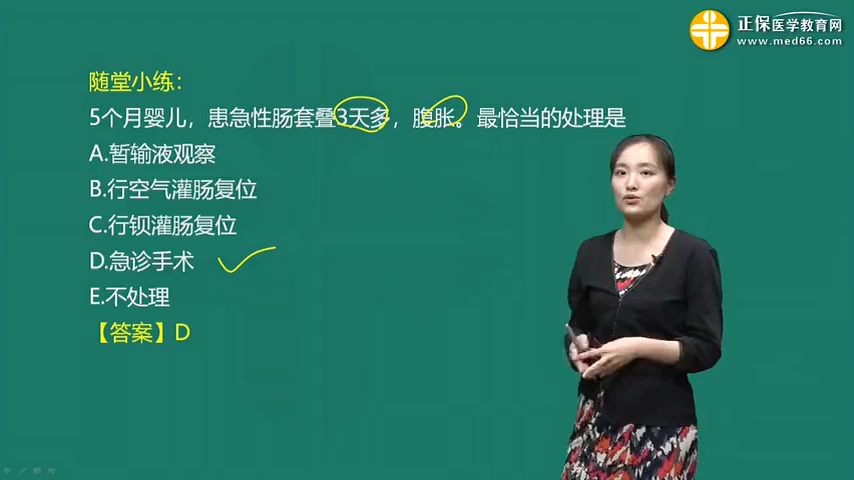 正保医学教育网
www.med66.com
随堂小练：
5个月婴儿，患急性肠套叠3天多，腹胀。最恰当的处理是
A.暂输液观察
B.行空气灌肠复位
C.行钡灌肠复位
D.急诊手术
E.不处理
【答案】D